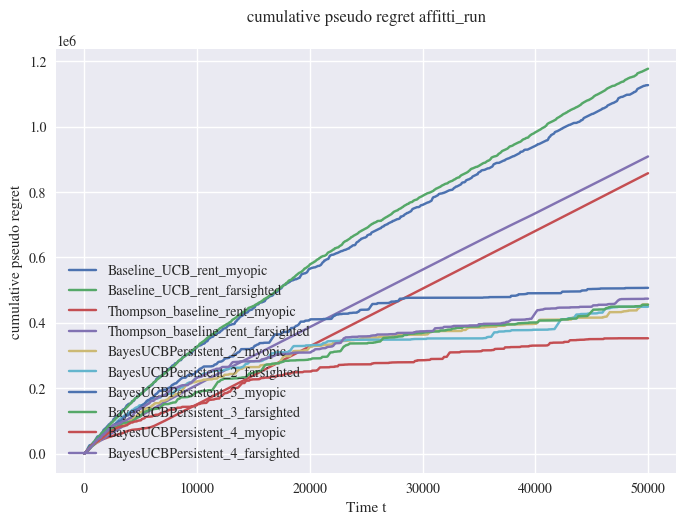 cumulative pseudo regret affitti_run
1e6
1.2
1.0
0.8
0.6
0.4
0.2
0.0
cumulative pseudo regret
Baseline_UCB_rent_myopic
Baseline_UCB_rent_farsighted
Thompson_baseline_rent_myopic
Thompson_baseline_rent_farsighted
BayesUCBPersistent_2_myopic
BayesUCBPersistent_2_farsighted
BayesUCBPersistent_3_myopic
BayesUCBPersistent_3_farsighted
BayesUCBPersistent_4_myopic
BayesUCBPersistent_4_farsighted
0 10000 20000 30000 40000 50000
Time t